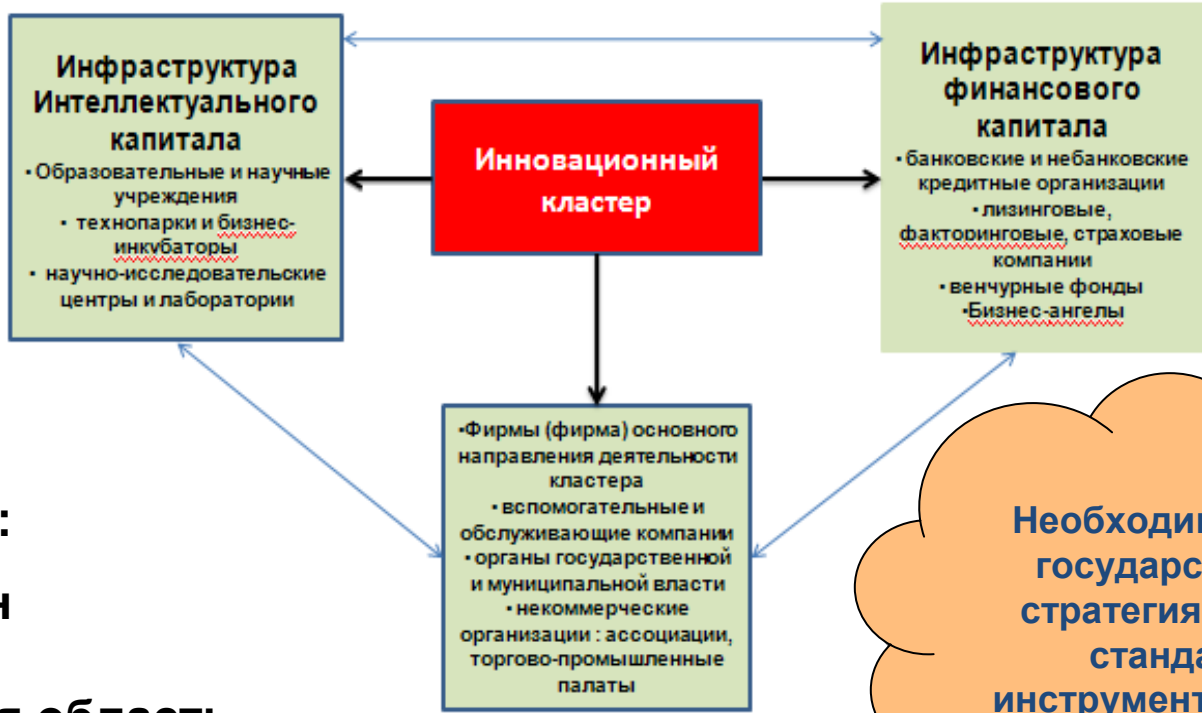 Инфраструктура
Интеллектуального
капитала
• Образовательные и научные
учреждения
• технопарки и бизнес-
инкубаторы
• научно-исследовательские
центры и лаборатории
Инновационный
кластер
Инфраструктура
финансового
капитала
• банковские и небанковские
кредитные организации
• лизинговые,
факторинговые, страховые
компании
• венчурные фонды
•Бизнес-ангелы
•Фирмы (фирма) основного
направления деятельности
кластера
• вспомогательные и
обслуживающие компании
• органы государственной
и муниципальной власти
• некоммерческие
организации : ассоциации,
торгово-промышленные
палаты
:
область
стратегия